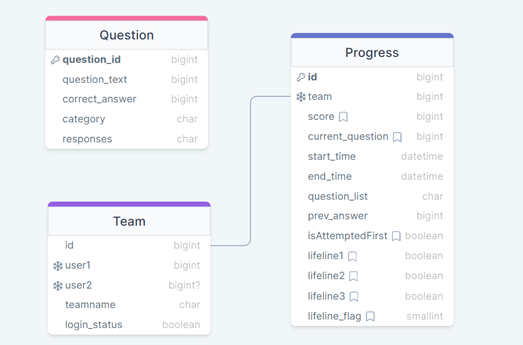 Question
question_id bigint
question_text bigint
correct_answer bigint
category char
responses char
Team
id bigint
user1 bigint
user2 bigint?
teamname char
login_status boolean
Progress
id bigint
team bigint
score bigint
current_question bigint
start_time datetime
end_time datetime
question_list char
prev_answer bigint
isAttemptedFirst boolean
lifeline1 boolean
lifeline2 boolean
lifeline3 boolean
lifeline_flag smallint